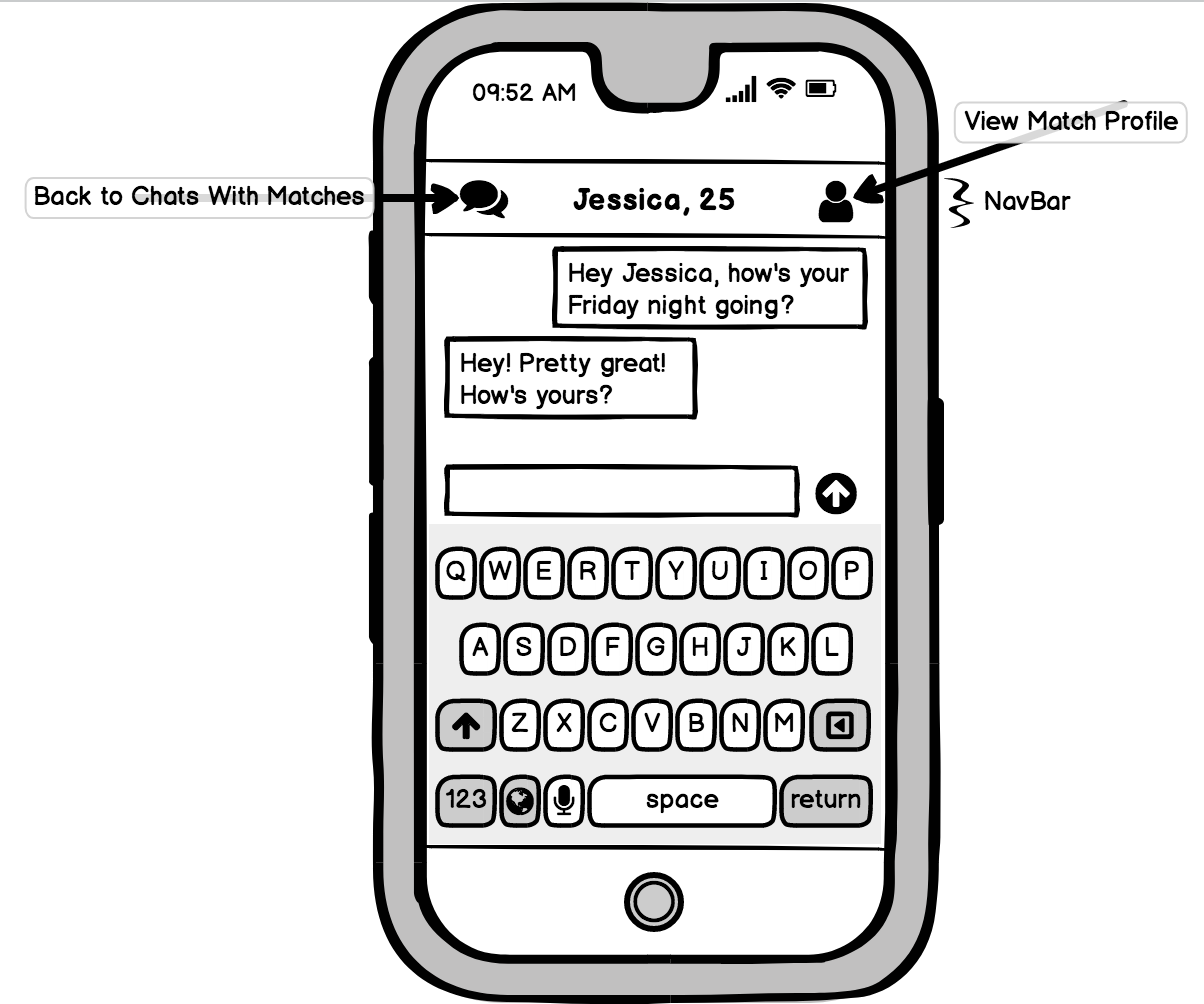 09:52 AM
View Match Profile
Back to Chats With Matches
Jessica, 25
NavBar
Hey Jessica, how's your
Friday night going?
Hey! Pretty great!
How's yours?
Q W E R T Y U I O P
A S D F G H J K L
Z X C V B N M
123 space return